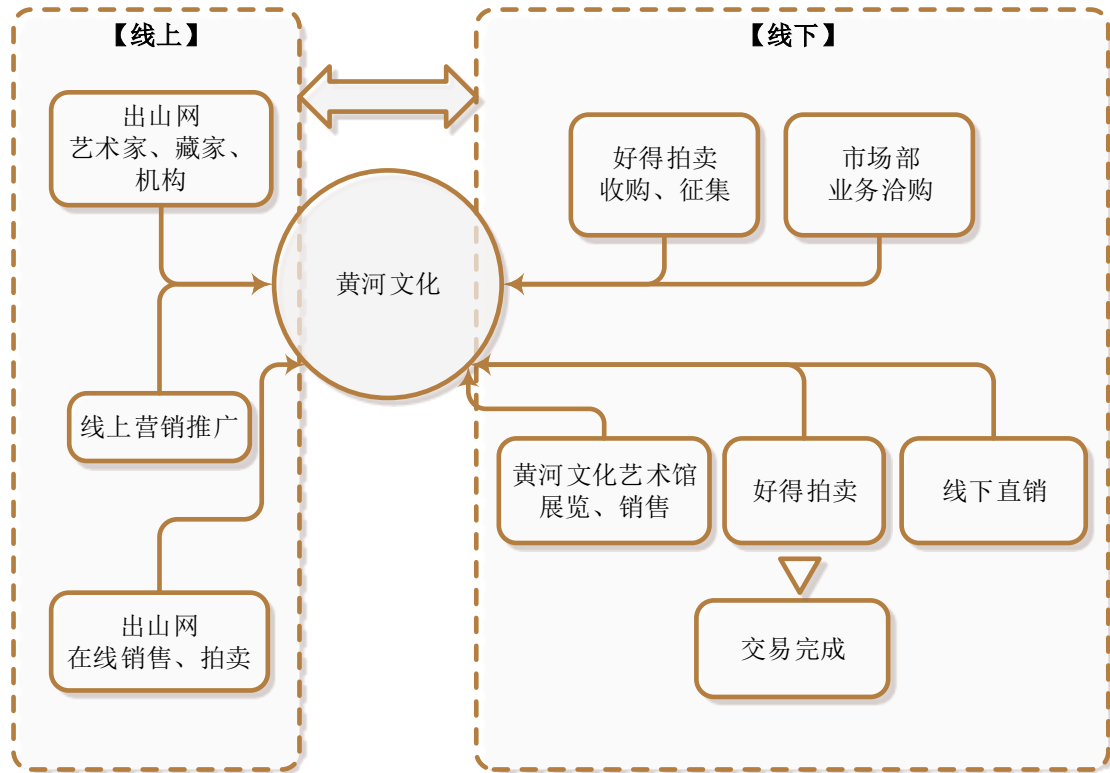 【线上】
【线下】
出山网
艺术家、藏家、
机构
好得拍卖
收购、征集
市场部
业务洽购
黄河文化
线上营销推广
黄河文化艺术馆
展览、销售
好得拍卖
线下直销
出山网
在线销售、拍卖
交易完成